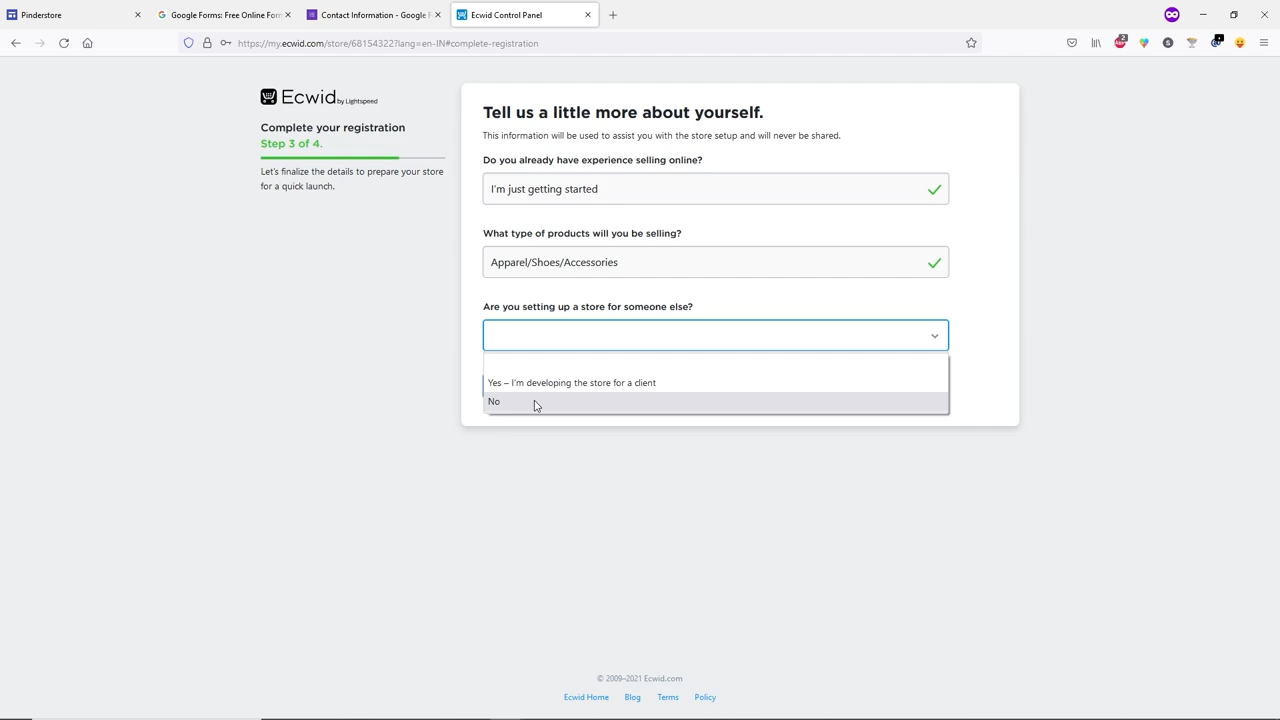 Pinderstore
Google Forms: Free Online Form
Contact Information - Google F
Ecwid Control Panel
https://my.ecwid.com/store/68154322?lang=en-IN#complete-registration
2
Ecwid by Lightspeed
Complete your registration
Step 3 of 4.
Let's finalize the details to prepare your store
for a quick launch.
Tell us a little more about yourself.
This information will be used to assist you with the store setup and will never be shared.
Do you already have experience selling online?
I'm just getting started
What type of products will you be selling?
Apparel/Shoes/Accessories
Are you setting up a store for someone else?
Yes – I'm developing the store for a client
No
© 2009–2021 Ecwid.com
Ecwid Home Blog Terms Policy